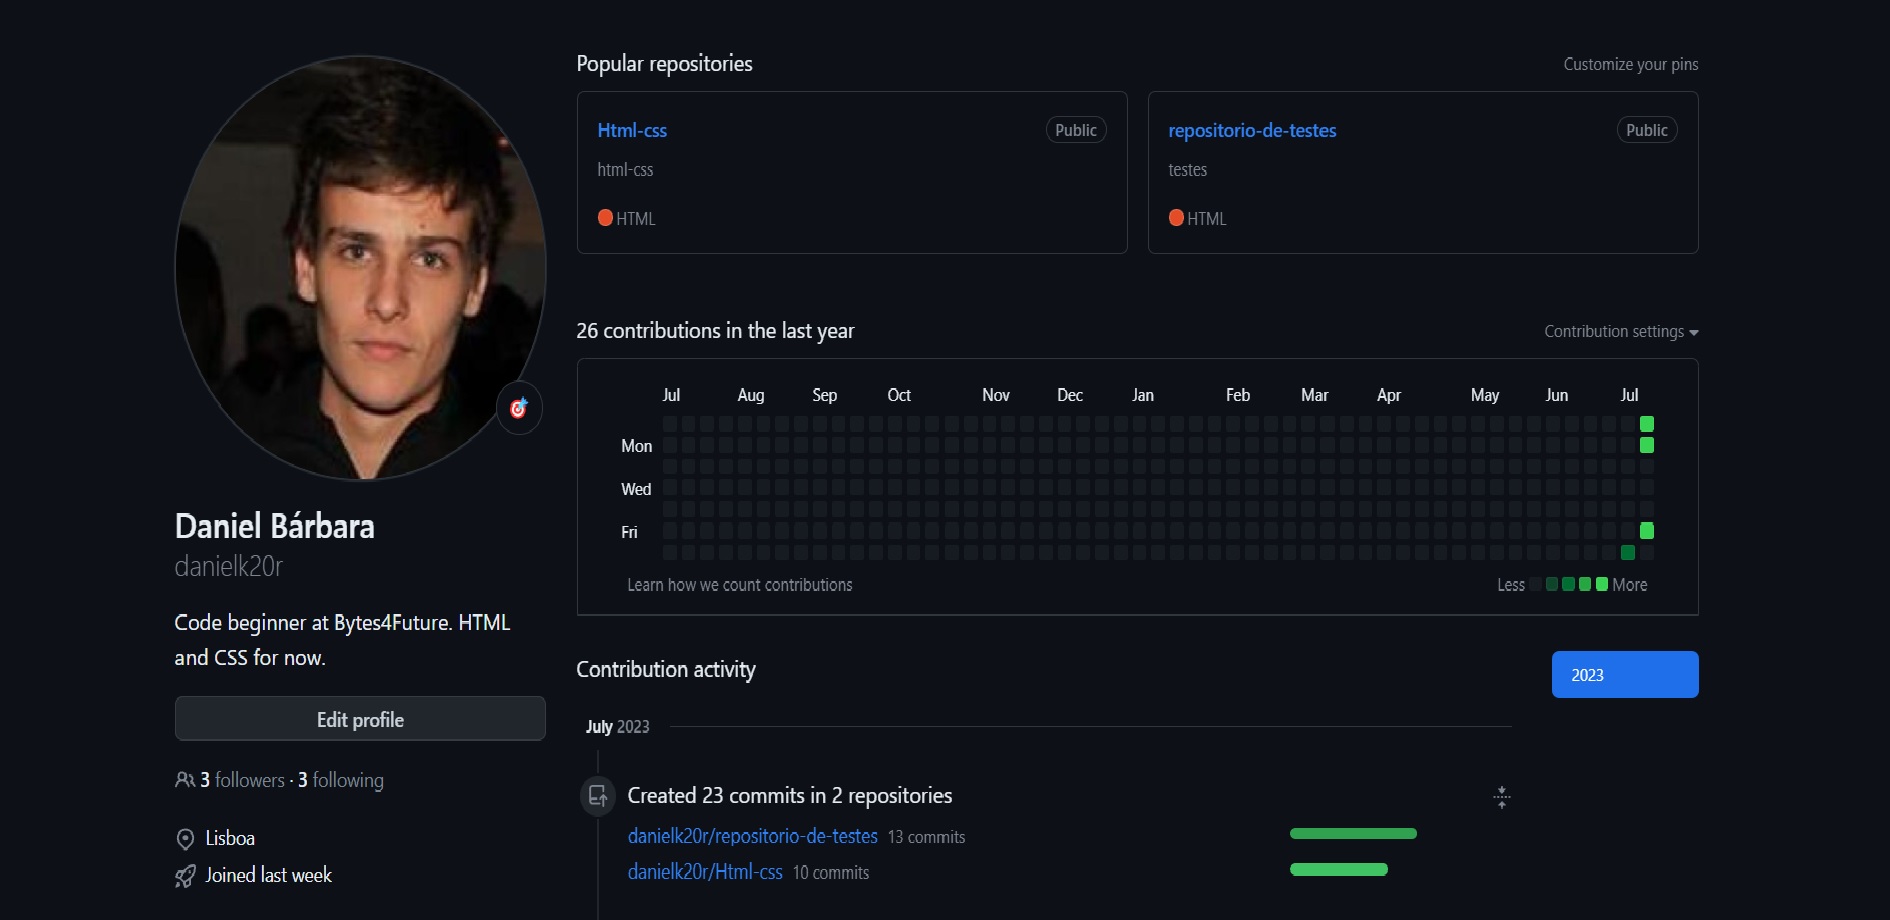 Daniel Bárbara
danielk20r
Code beginner at Bytes4Future. HTML
and CSS for now.
Edit profile
3 followers · 3 following
Lisboa
Joined last week
Popular repositories
Customize your pins
Html-css
Public
html-css
HTML
repositorio-de-testes
Public
testes
HTML
26 contributions in the last year
Contribution settings
Jul Aug Sep Oct Nov Dec Jan Feb Mar Apr May Jun Jul
Mon
Wed
Fri
Learn how we count contributions
Less More
Contribution activity
2023
July 2023
Created 23 commits in 2 repositories
danielk20r/repositorio-de-testes 13 commits
danielk20r/Html-css 10 commits